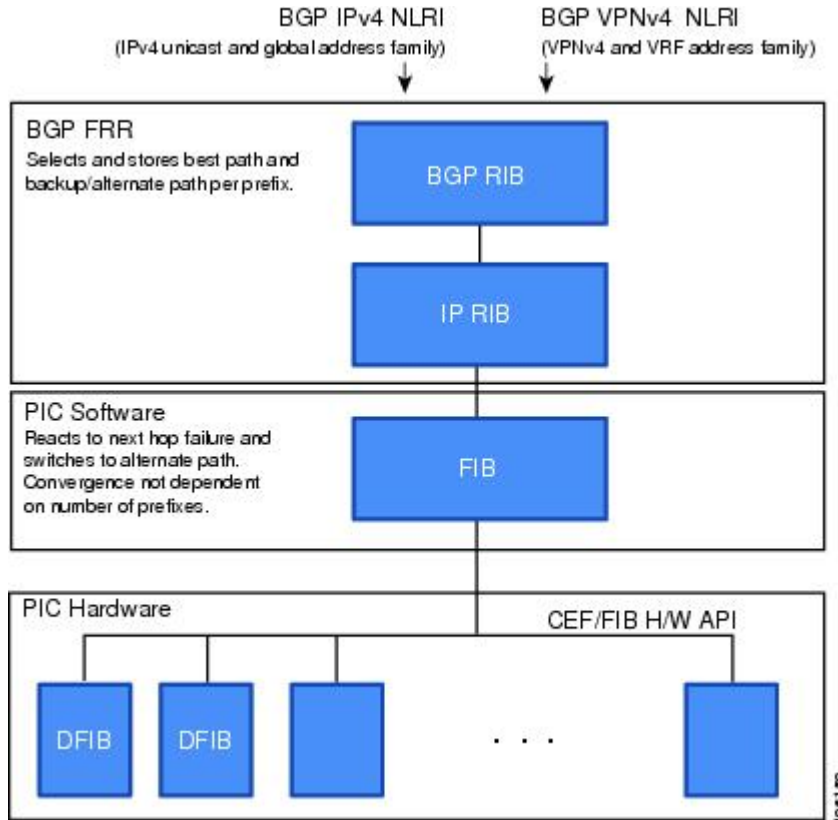 BGP IPv4 NLRI
(IPv4 unicast and global address family)
BGP VPNv4 NLRI
(VPNv4 and VRF address family)
BGP FRR
Selects and stores best path and
backup/alternate path per prefix.
BGP RIB
IP RIB
PIC Software
Reacts to next hop failure and
switches to alternate path.
Convergence not dependent
on number of prefixes.
FIB
PIC Hardware
CEF/FIB H/W API
DFIB
DFIB
. . .